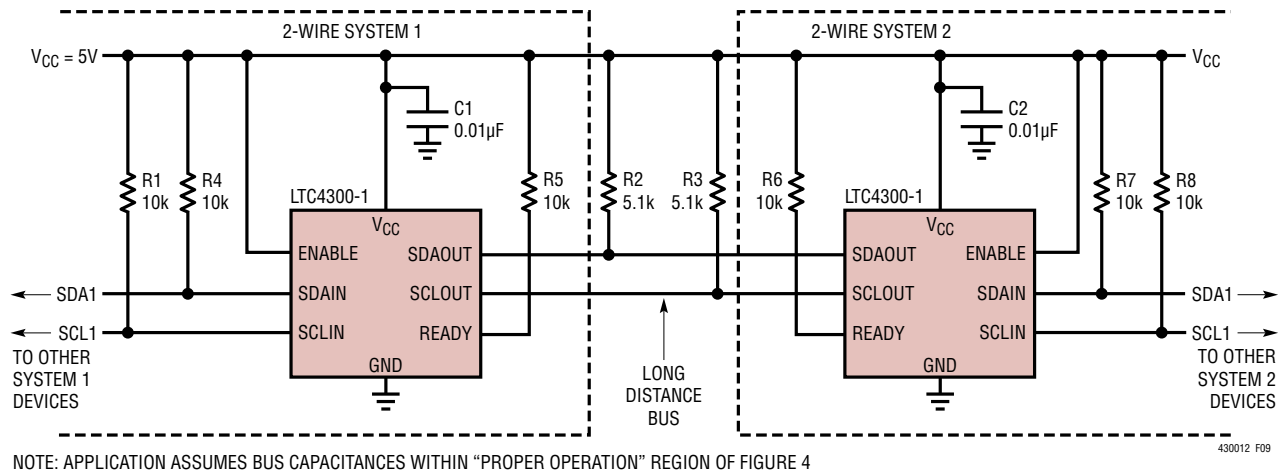 2-WIRE SYSTEM 1
2-WIRE SYSTEM 2
VCC = 5V
VCC
C1
0.01µF
C2
0.01µF
R1
10k
R4
10k
R5
10k
R2
5.1k
R3
5.1k
R6
10k
R7
10k
R8
10k
LTC4300-1
VCC
ENABLE
SDAOUT
SDAIN
SCLOUT
SCLIN
READY
GND
LTC4300-1
VCC
SDAOUT
ENABLE
SCLOUT
SDAIN
READY
SCLIN
GND
SDA1
SCL1
TO OTHER
SYSTEM 1
DEVICES
LONG
DISTANCE
BUS
SDA1
SCL1
TO OTHER
SYSTEM 2
DEVICES
430012 F09
NOTE: APPLICATION ASSUMES BUS CAPACITANCES WITHIN “PROPER OPERATION” REGION OF FIGURE 4